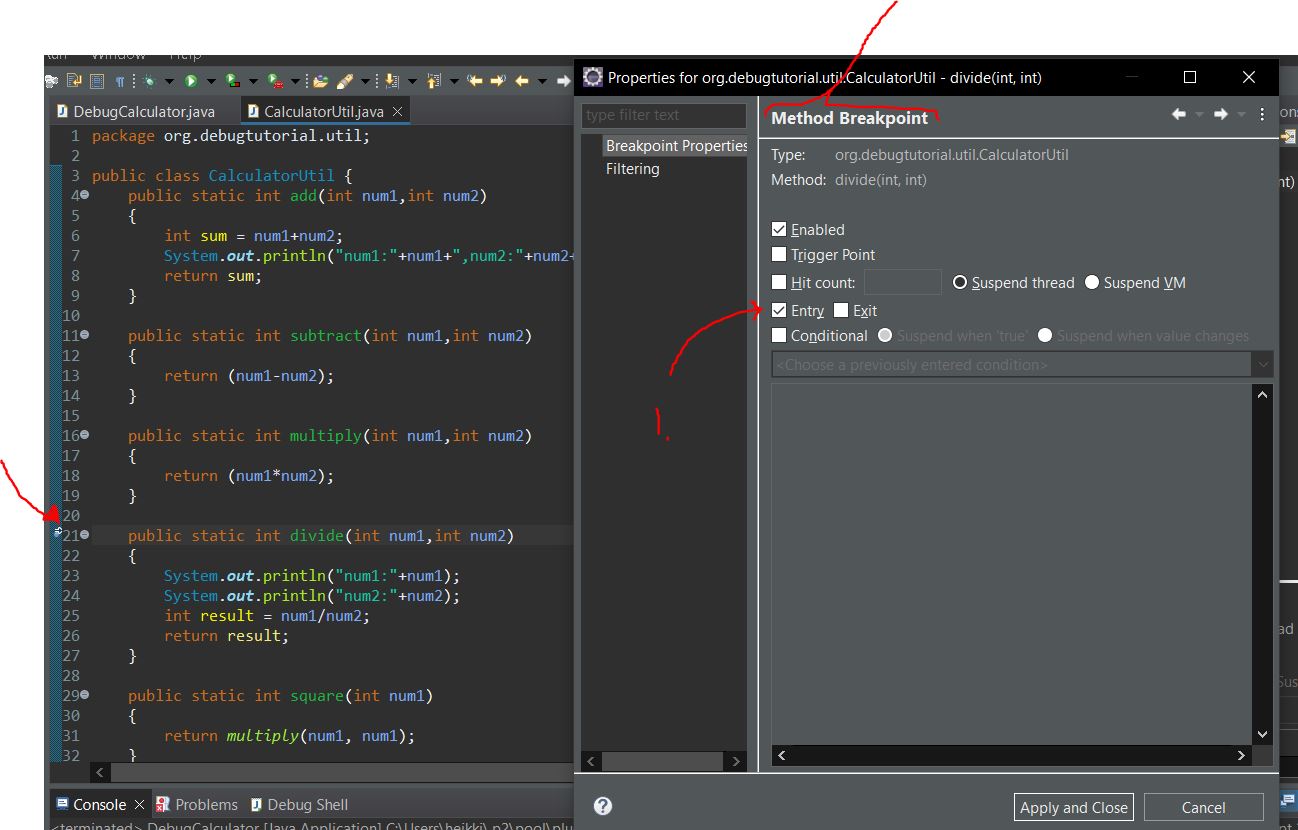 Window Help
Properties for org.debugtutorial.util.CalculatorUtil - divide(int, int)
DebugCalculator.java
CalculatorUtil.java
type filter text
Method Breakpoint
Breakpoint Properties
Filtering
Type: org.debugtutorial.util.CalculatorUtil
Method: divide(int, int)
Enabled
Trigger Point
Hit count: Suspend thread Suspend VM
Entry Exit
Conditional Suspend when 'true' Suspend when value changes
<Choose a previously entered condition>
1 package org.debugtutorial.util;
2
3 public class CalculatorUtil {
4 public static int add(int num1,int num2)
5 {
6 int sum = num1+num2;
7 System.out.println("num1:"+num1+",num2:"+num2+
8 return sum;
9 }
10
11 public static int subtract(int num1,int num2)
12 {
13 return (num1-num2);
14 }
15
16 public static int multiply(int num1,int num2)
17 {
18 return (num1*num2);
19 }
20
21 public static int divide(int num1,int num2)
22 {
23 System.out.println("num1:"+num1);
24 System.out.println("num2:"+num2);
25 int result = num1/num2;
26 return result;
27 }
28
29 public static int square(int num1)
30 {
31 return multiply(num1, num1);
32 }
1.
Apply and Close
Cancel
Console
Problems
Debug Shell
<terminated> DebugCalculator [Java Application] C:\Users\heikki\.p2\pool\plu